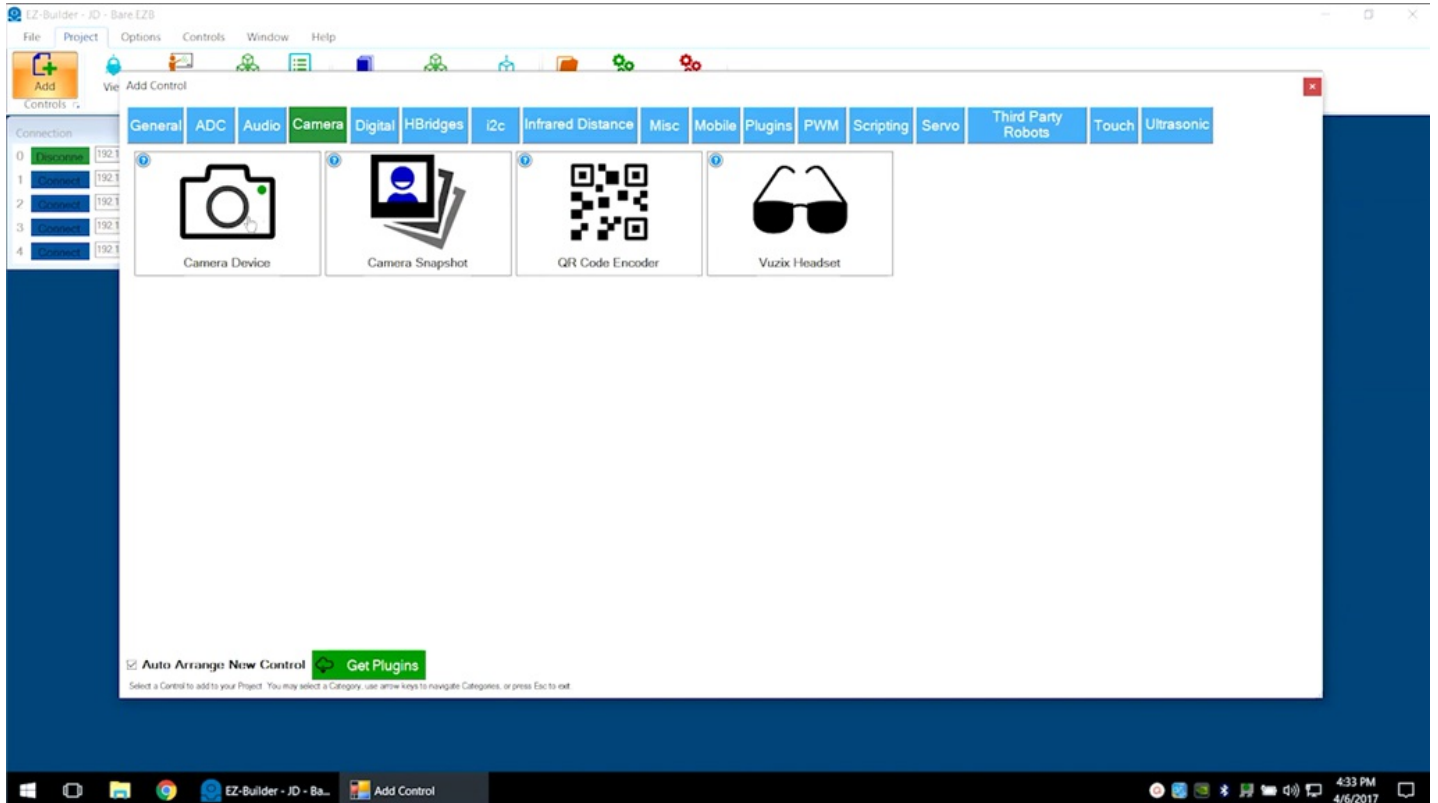 EZ-Builder - JD - Bare.EZB
File Project Options Controls Window Help
Add
Vie
Controls
Add Control
General ADC Audio Camera Digital HBridges i2c Infrared Distance Misc Mobile Plugins PWM Scripting Servo Third Party Robots Touch Ultrasonic
Connection
0 Disconne 192.1
1 Connect 192.1
2 Connect 192.1
3 Connect 192.1
4 Connect 192.1
Camera Device Camera Snapshot QR Code Encoder Vuzix Headset
Auto Arrange New Control Get Plugins
Select a Control to add to your Project. You may select a Category, use arrow keys to navigate Categories, or press Esc to exit
EZ-Builder - JD - Ba... Add Control
4:33 PM
4/6/2017